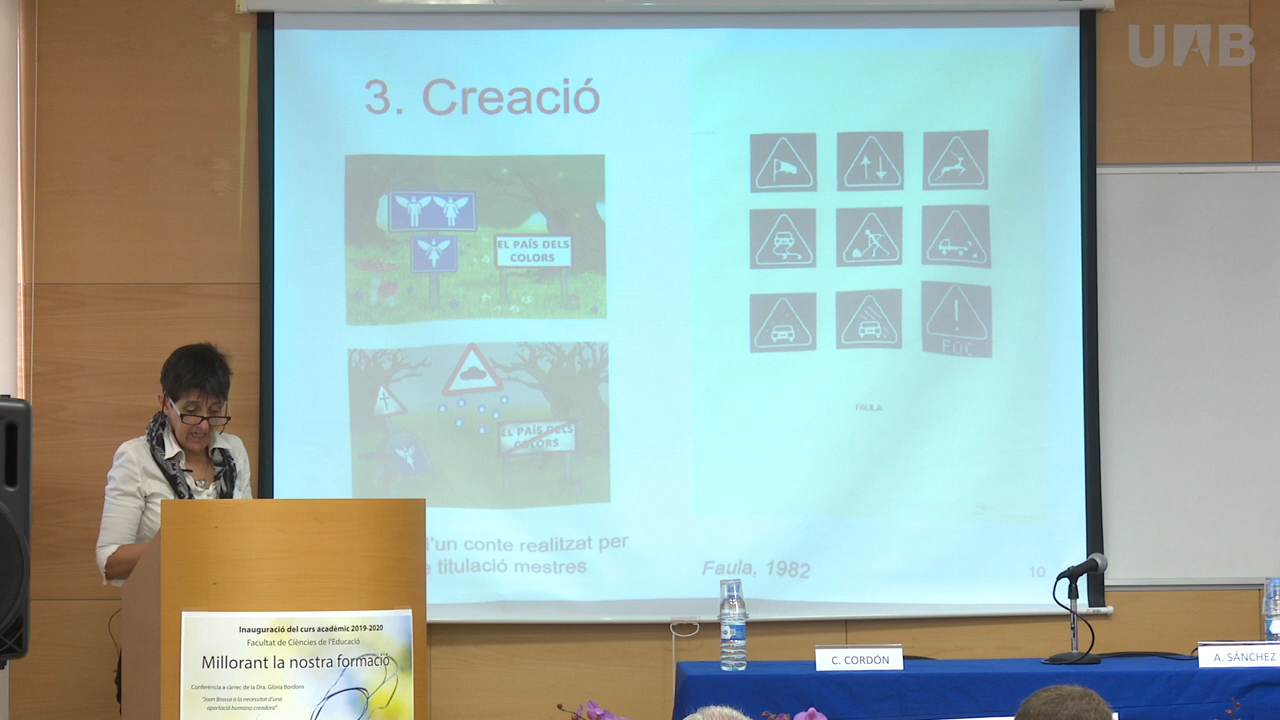 UAB
3. Creació
EL PAÍS DELS
COLORS
EL PAÍS DELS
COLORS
FOC
FAULA
d'un conte realitzat per
titulació mestres
Faula, 1982
10
Inauguració del curs acadèmic 2019-2020
Facultat de Ciències de l'Educació
Millorant la nostra formació
Conferència a càrrec de la Dra. Glòria Bordons
"Joan Brossa o la necessitat d'una
aportació humana creadora"
C. CORDÓN
A. SÁNCHEZ